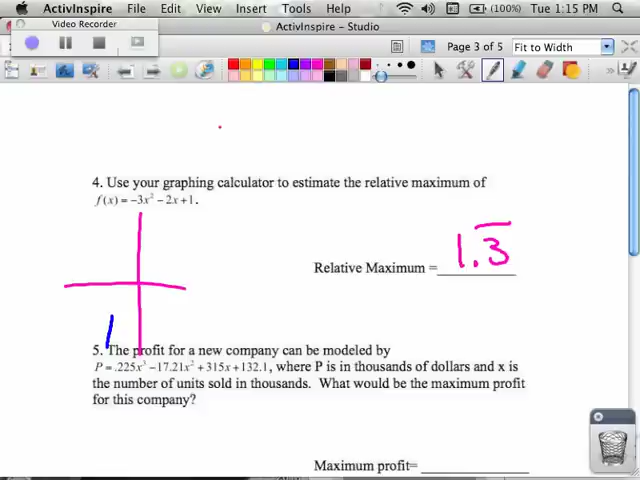 ActivInspire File Edit View Insert Tools Help (100%) Tue 1:15 PM
Video Recorder
ActivInspire - Studio
Page 3 of 5 Fit to Width
4. Use your graphing calculator to estimate the relative maximum of
f(x) = −3x² − 2x + 1.
Relative Maximum = 1.3̅
5. The profit for a new company can be modeled by
P = .225x³ − 17.21x² + 315x + 132.1, where P is in thousands of dollars and x is
the number of units sold in thousands. What would be the maximum profit
for this company?
Maximum profit= ____________